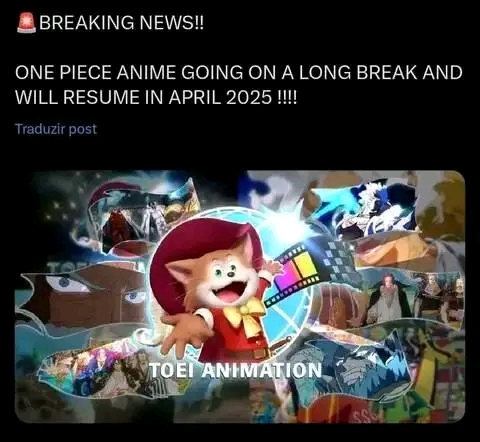 🚨BREAKING NEWS!!
ONE PIECE ANIME GOING ON A LONG BREAK AND
WILL RESUME IN APRIL 2025 !!!!
Traduzir post
TOEI ANIMATION